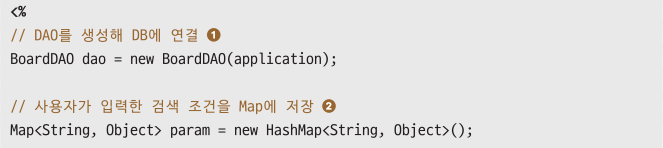 <%
// DAO를 생성해 DB에 연결 ❶
BoardDAO dao = new BoardDAO(application);

// 사용자가 입력한 검색 조건을 Map에 저장 ❷
Map<String, Object> param = new HashMap<String, Object>();